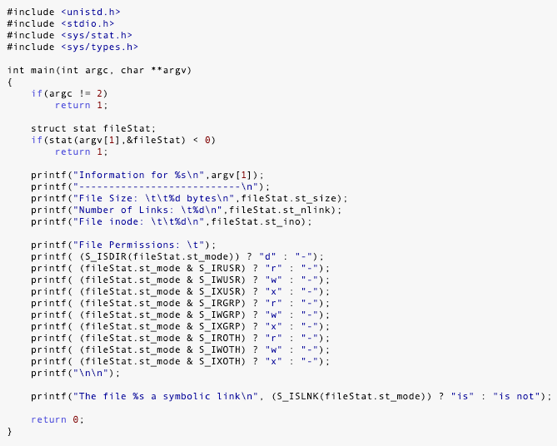 #include <unistd.h>
#include <stdio.h>
#include <sys/stat.h>
#include <sys/types.h>
int main(int argc, char **argv)
{
if(argc != 2)
return 1;
struct stat fileStat;
if(stat(argv[1],&fileStat) < 0)
return 1;
printf("Information for %s\n",argv[1]);
printf("---------------------------\n");
printf("File Size: \t\t%d bytes\n",fileStat.st_size);
printf("Number of Links: \t%d\n",fileStat.st_nlink);
printf("File inode: \t\t%d\n",fileStat.st_ino);
printf("File Permissions: \t");
printf( (S_ISDIR(fileStat.st_mode)) ? "d" : "-");
printf( (fileStat.st_mode & S_IRUSR) ? "r" : "-");
printf( (fileStat.st_mode & S_IWUSR) ? "w" : "-");
printf( (fileStat.st_mode & S_IXUSR) ? "x" : "-");
printf( (fileStat.st_mode & S_IRGRP) ? "r" : "-");
printf( (fileStat.st_mode & S_IWGRP) ? "w" : "-");
printf( (fileStat.st_mode & S_IXGRP) ? "x" : "-");
printf( (fileStat.st_mode & S_IROTH) ? "r" : "-");
printf( (fileStat.st_mode & S_IWOTH) ? "w" : "-");
printf( (fileStat.st_mode & S_IXOTH) ? "x" : "-");
printf("\n\n");
printf("The file %s a symbolic link\n", (S_ISLNK(fileStat.st_mode)) ? "is" : "is not");
return 0;
}